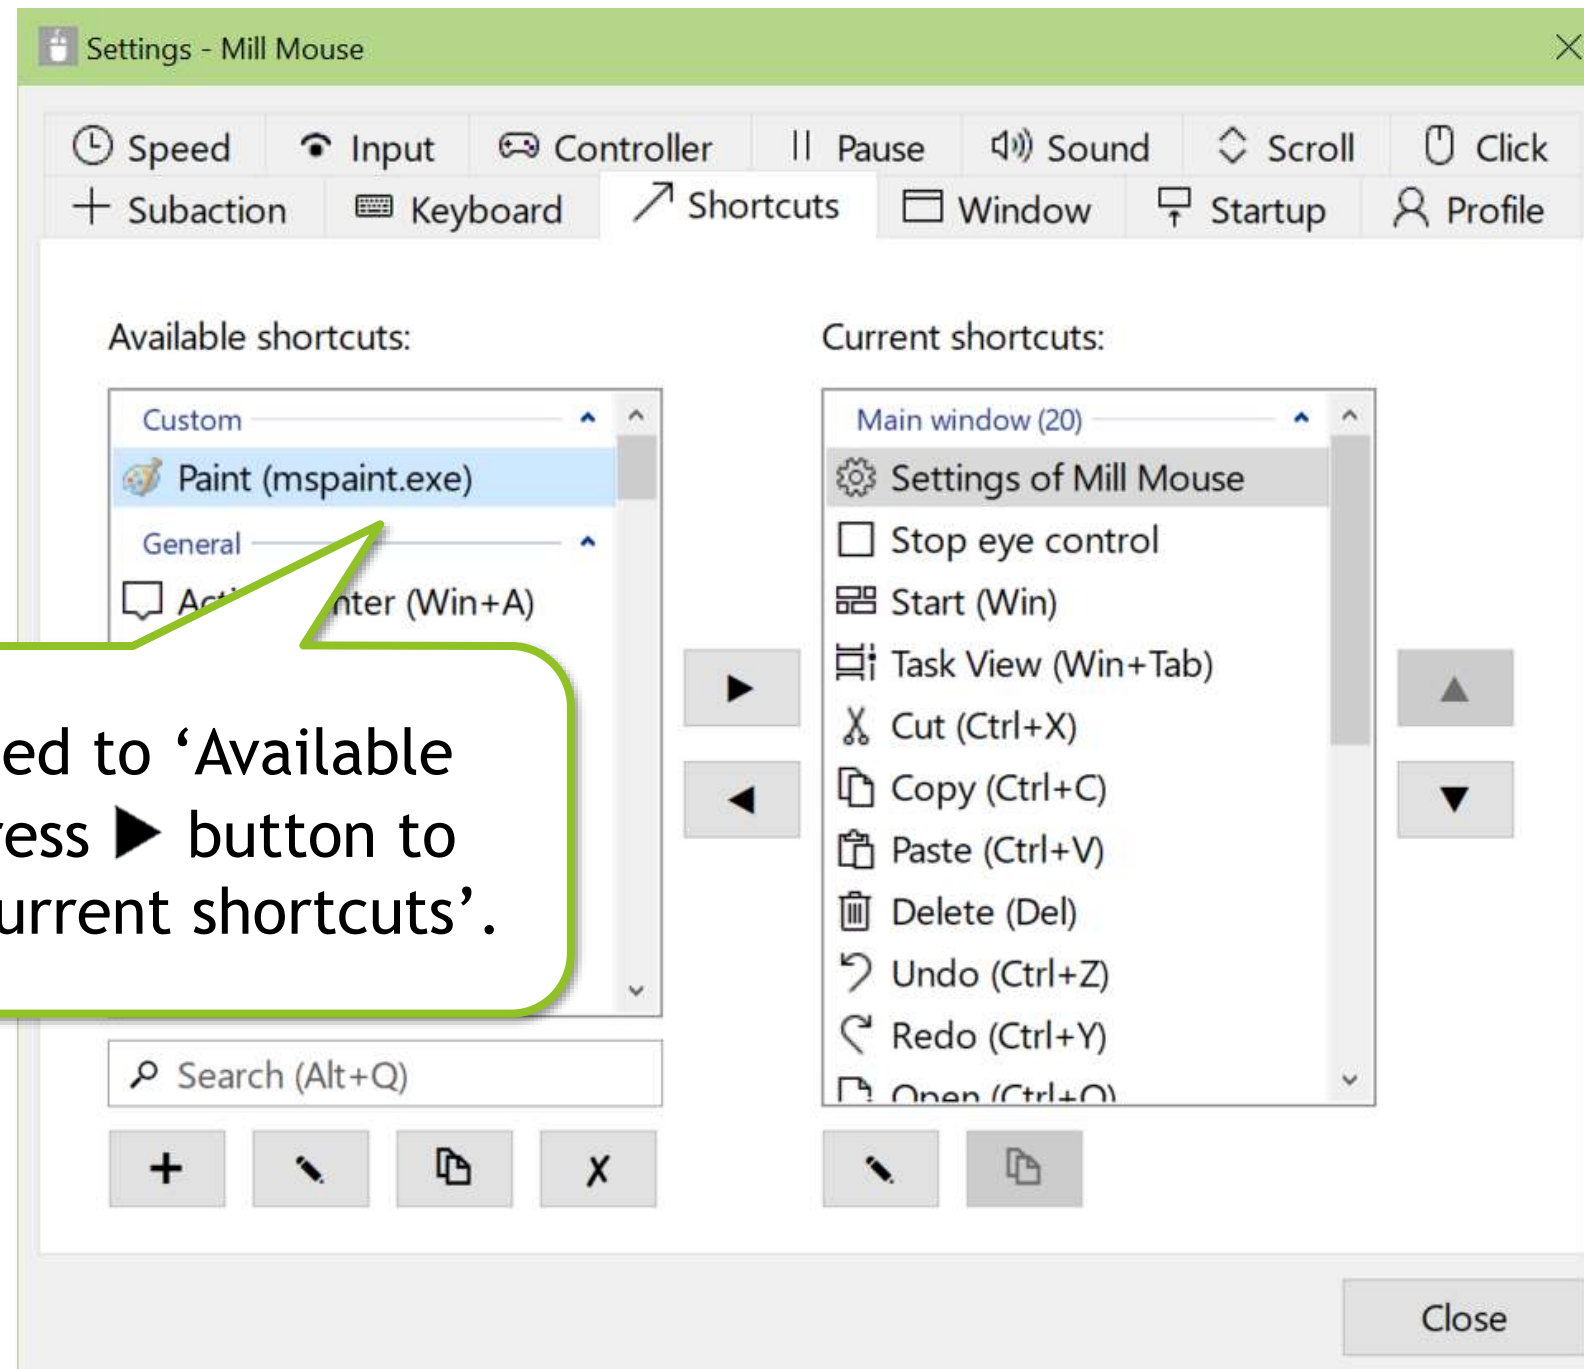 Settings - Mill Mouse
Speed Input Controller Pause Sound Scroll Click
Subaction Keyboard Shortcuts Window Startup Profile
Available shortcuts:
Custom
Paint (mspaint.exe)
General
(Win+A)
ed to ‘Available
ress ▶ button to
urrent shortcuts’.
Search (Alt+Q)
Current shortcuts:
Main window (20)
Settings of Mill Mouse
Stop eye control
Start (Win)
Task View (Win+Tab)
Cut (Ctrl+X)
Copy (Ctrl+C)
Paste (Ctrl+V)
Delete (Del)
Undo (Ctrl+Z)
Redo (Ctrl+Y)
Open (Ctrl+O)
Close